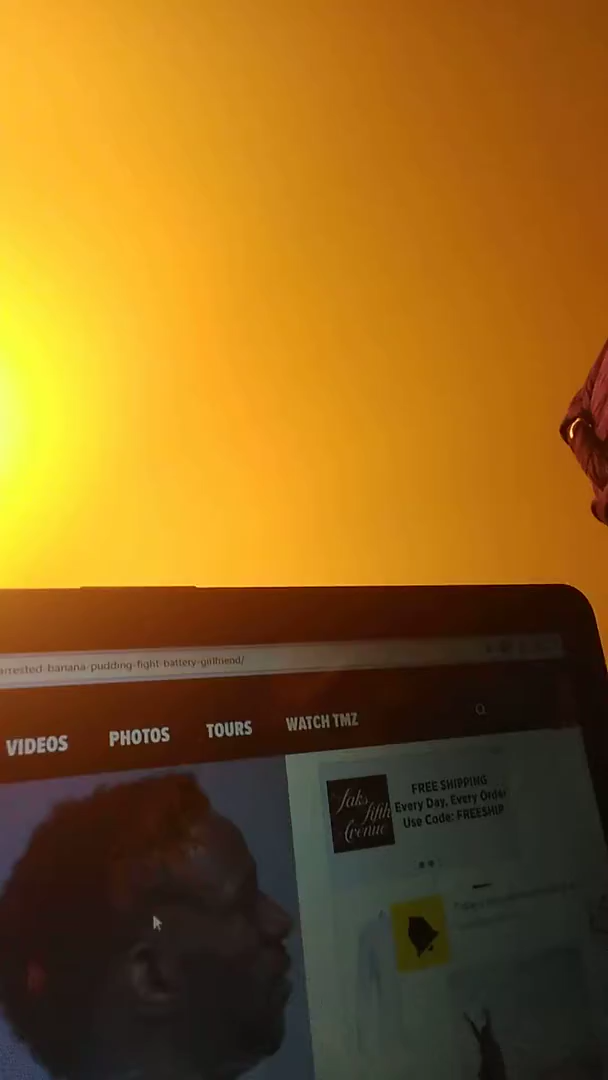 arrested-banana-pudding-fight-battery-girlfriend/
VIDEOS PHOTOS TOURS WATCH TMZ
Saks
fifth
Avenue
FREE SHIPPING
Every Day, Every Order
Use Code: FREESHIP